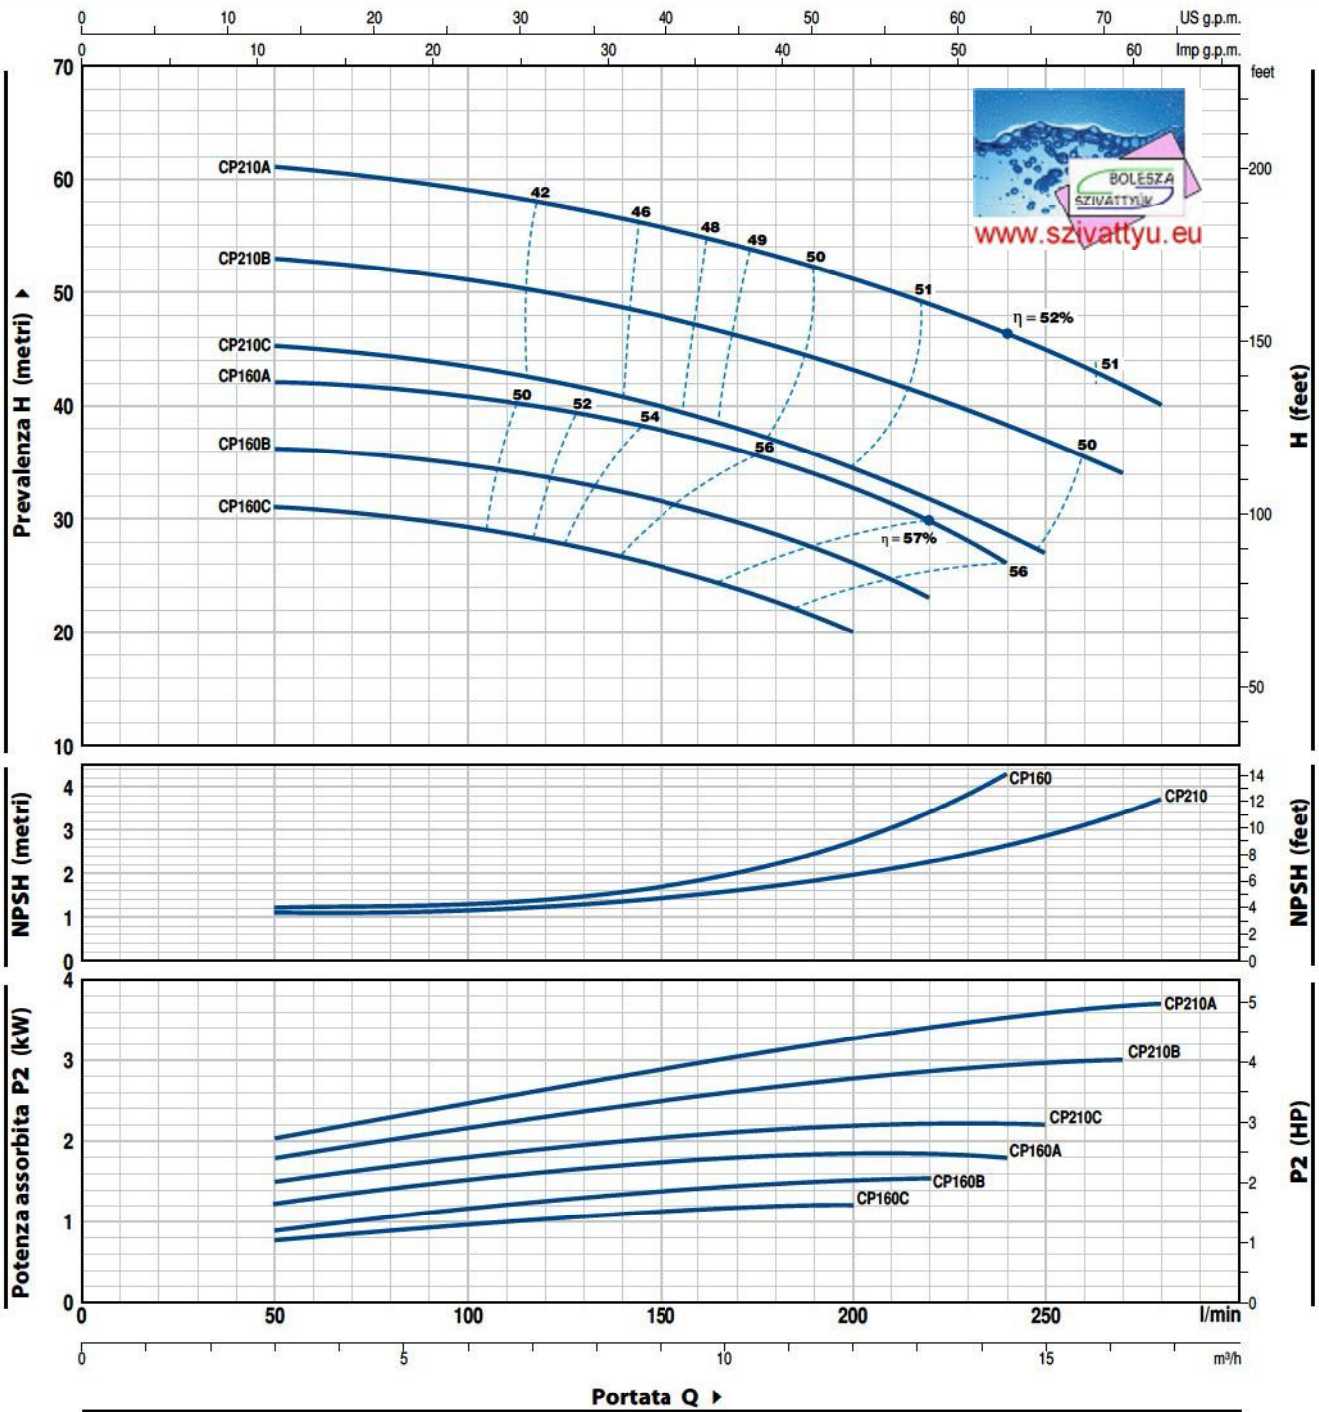 0 10 20 30 40 50 60 70 US g.p.m.
0 10 20 30 40 50 60 Imp g.p.m.
70 feet
BOLESZA
SZIVATTYÚK
www.szivattyu.eu
CP210A
60
200
42
46
48
49
50
51
CP210B
50
η = 52%
CP210C
150
51
CP160A
50
52
54
40
CP160B
56
50
CP160C
30
100
η = 57%
56
20
50
10
Prevalenza H (metri)
H (feet)
4
3
2
1
0
CP160
CP210
14
12
10
8
6
4
2
0
NPSH (metri)
NPSH (feet)
4
3
2
1
0
CP210A
CP210B
CP210C
CP160A
CP160B
CP160C
5
4
3
2
1
0
Potenza assorbita P2 (kW)
P2 (HP)
0 50 100 150 200 250 l/min
0 5 10 15 m³/h
Portata Q